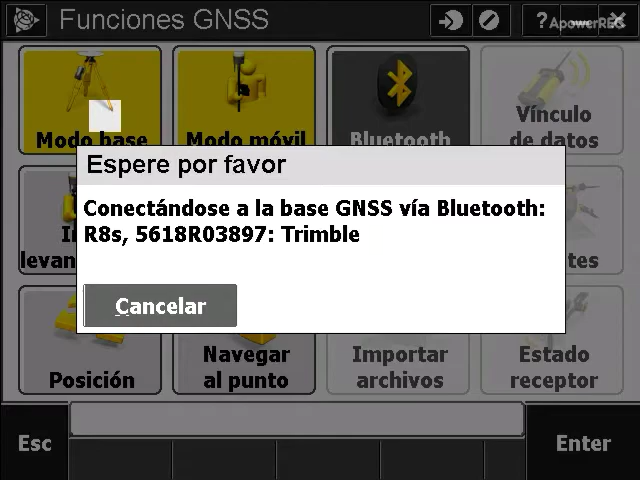 Funciones GNSS
?
ApowerREC
Modo base
Modo móvil
Bluetooth
Vínculo
de datos
Espere por favor
Conectándose a la base GNSS vía Bluetooth:
R8s, 5618R03897: Trimble
Cancelar
Posición
Navegar
al punto
Importar
archivos
Estado
receptor
Esc
Enter